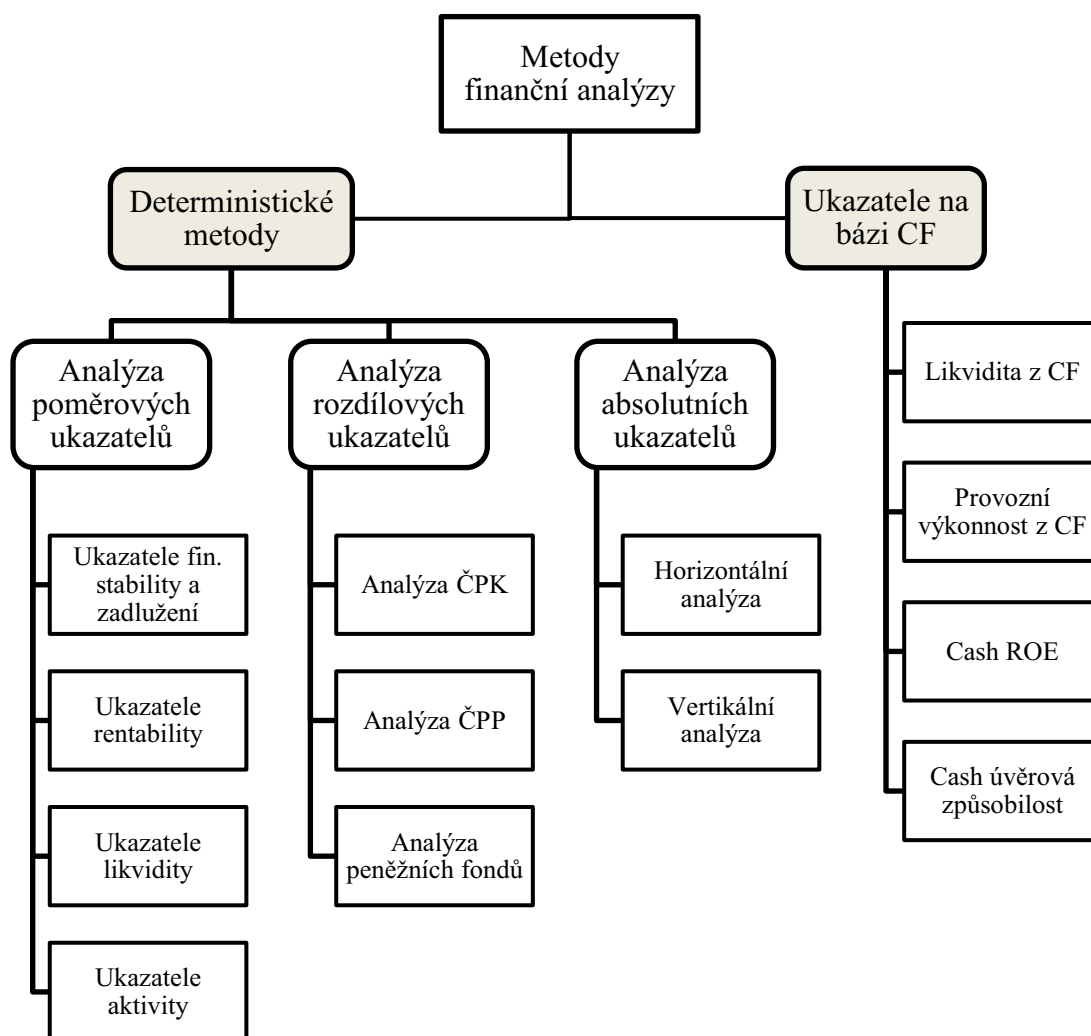 Metody
finanční analýzy
Deterministické
metody
Ukazatele na
bázi CF
Analýza
poměrových
ukazatelů
Analýza
rozdílových
ukazatelů
Analýza
absolutních
ukazatelů
Ukazatele fin.
stability a
zadlužení
Ukazatele
rentability
Ukazatele
likvidity
Ukazatele
aktivity
Analýza ČPK
Analýza ČPP
Analýza
peněžních fondů
Horizontální
analýza
Vertikální
analýza
Likvidita z CF
Provozní
výkonnost z CF
Cash ROE
Cash úvěrová
způsobilost